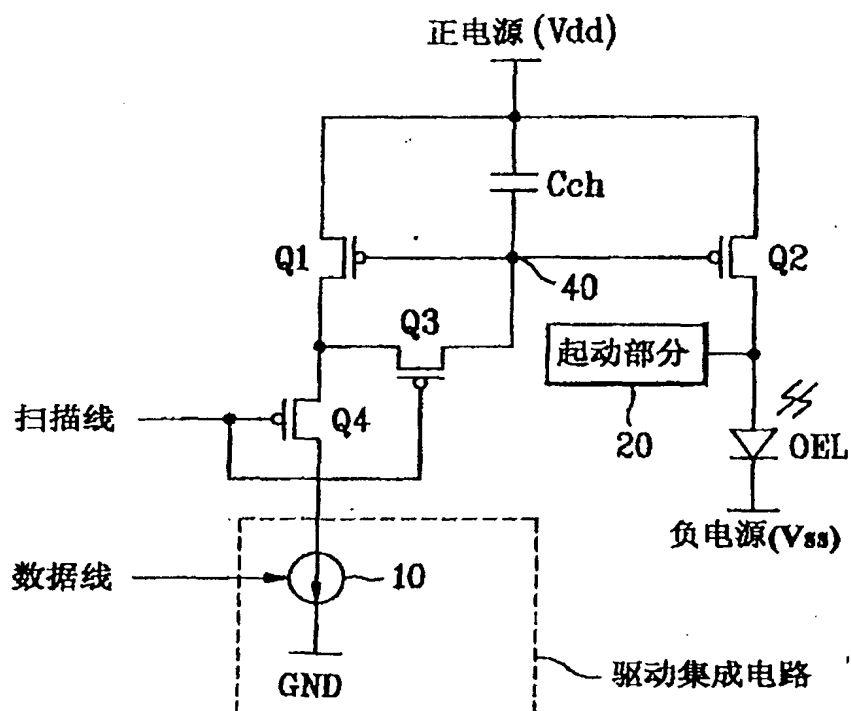 正电源(Vdd)
Cch
Q1
Q2
40
Q3
起动部分
扫描线
Q4
20
OEL
负电源(Vss)
数据线
10
GND
驱动集成电路